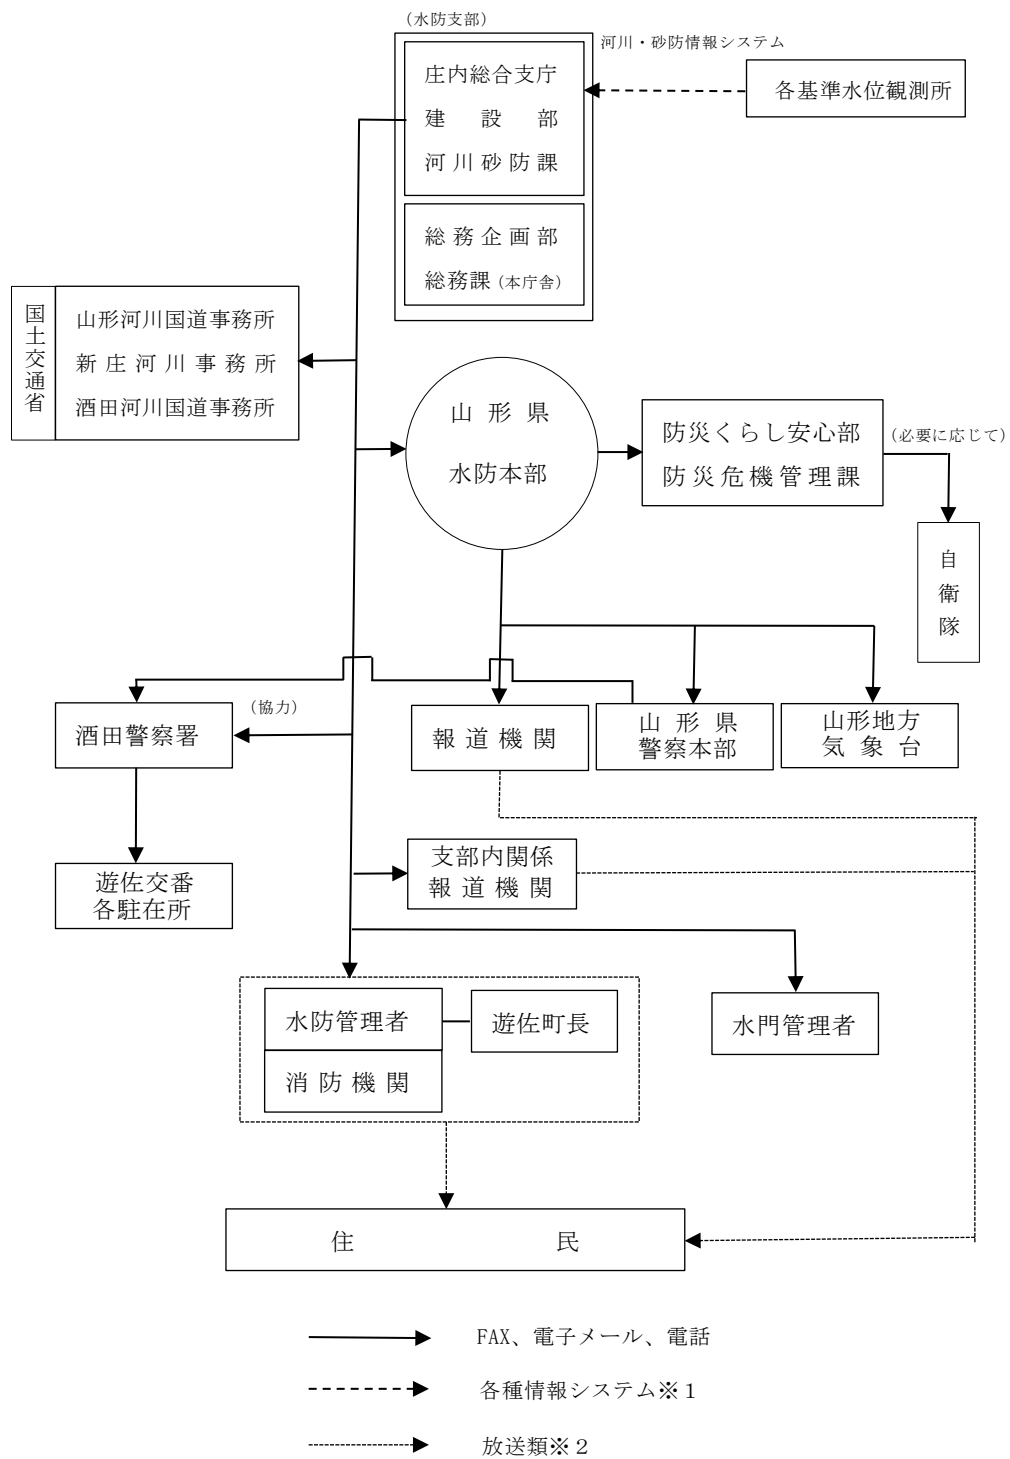 （水防支部）
河川・砂防情報システム
庄内総合支庁
建設部
河川砂防課
各基準水位観測所
総務企画部
総務課（本庁舎）
国土交通省
山形河川国道事務所
新庄河川事務所
酒田河川国道事務所
山形県
水防本部
防災くらし安心部
防災危機管理課
（必要に応じて）
自衛隊
酒田警察署
（協力）
報道機関
山形県
警察本部
山形地方
気象台
支部内関係
報道機関
遊佐交番
各駐在所
水防管理者
遊佐町長
消防機関
水門管理者
住民
FAX、電子メール、電話
各種情報システム※１
放送類※２